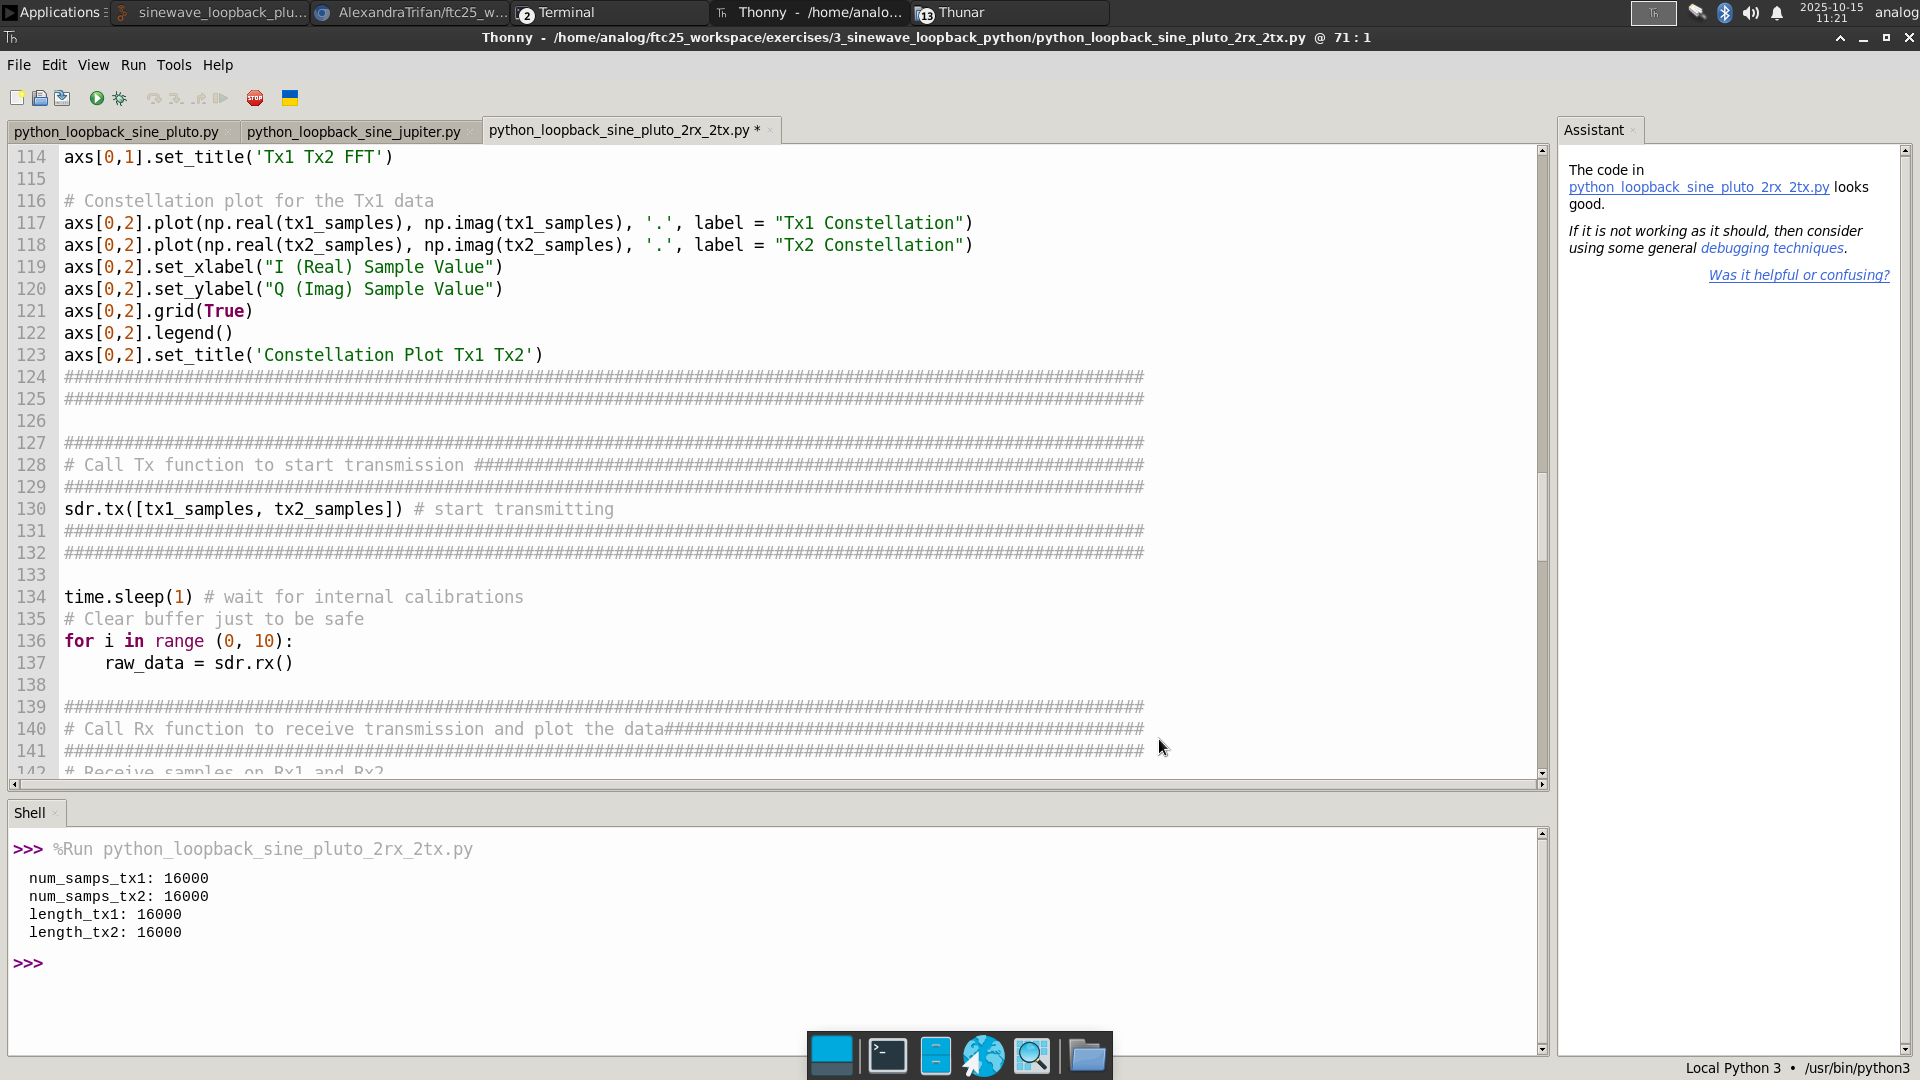 Applications
sinewave_loopback_plu...
AlexandraTrifan/ftc25_w...
2 Terminal
Thonny - /home/analo...
13 Thunar
2025-10-15
11:21
analog
Thonny - /home/analog/ftc25_workspace/exercises/3_sinewave_loopback_python/python_loopback_sine_pluto_2rx_2tx.py @ 71 : 1
File Edit View Run Tools Help
STOP
python_loopback_sine_pluto.py
python_loopback_sine_jupiter.py
python_loopback_sine_pluto_2rx_2tx.py *
114 axs[0,1].set_title('Tx1 Tx2 FFT')
115
116 # Constellation plot for the Tx1 data
117 axs[0,2].plot(np.real(tx1_samples), np.imag(tx1_samples), '.', label = "Tx1 Constellation")
118 axs[0,2].plot(np.real(tx2_samples), np.imag(tx2_samples), '.', label = "Tx2 Constellation")
119 axs[0,2].set_xlabel("I (Real) Sample Value")
120 axs[0,2].set_ylabel("Q (Imag) Sample Value")
121 axs[0,2].grid(True)
122 axs[0,2].legend()
123 axs[0,2].set_title('Constellation Plot Tx1 Tx2')
124 ############################################################################################################
125 ############################################################################################################
126
127 ############################################################################################################
128 # Call Tx function to start transmission ###################################################################
129 ############################################################################################################
130 sdr.tx([tx1_samples, tx2_samples]) # start transmitting
131 ############################################################################################################
132 ############################################################################################################
133
134 time.sleep(1) # wait for internal calibrations
135 # Clear buffer just to be safe
136 for i in range (0, 10):
137     raw_data = sdr.rx()
138
139 ############################################################################################################
140 # Call Rx function to receive transmission and plot the data################################################
141 ############################################################################################################
142 # Receive samples on Rx1 and Rx2
Assistant
The code in
python_loopback_sine_pluto_2rx_2tx.py looks
good.
If it is not working as it should, then consider
using some general debugging techniques.
Was it helpful or confusing?
Shell
>>> %Run python_loopback_sine_pluto_2rx_2tx.py
num_samps_tx1: 16000
num_samps_tx2: 16000
length_tx1: 16000
length_tx2: 16000
>>>
Local Python 3 • /usr/bin/python3